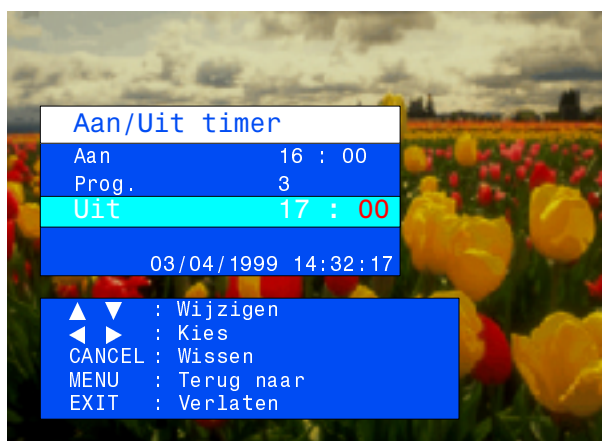 Aan/Uit timer
Aan 16 : 00
Prog. 3
Uit 17 : 00
03/04/1999 14:32:17
▲ ▼ : Wijzigen
◀ ▶ : Kies
CANCEL : Wissen
MENU : Terug naar
EXIT : Verlaten